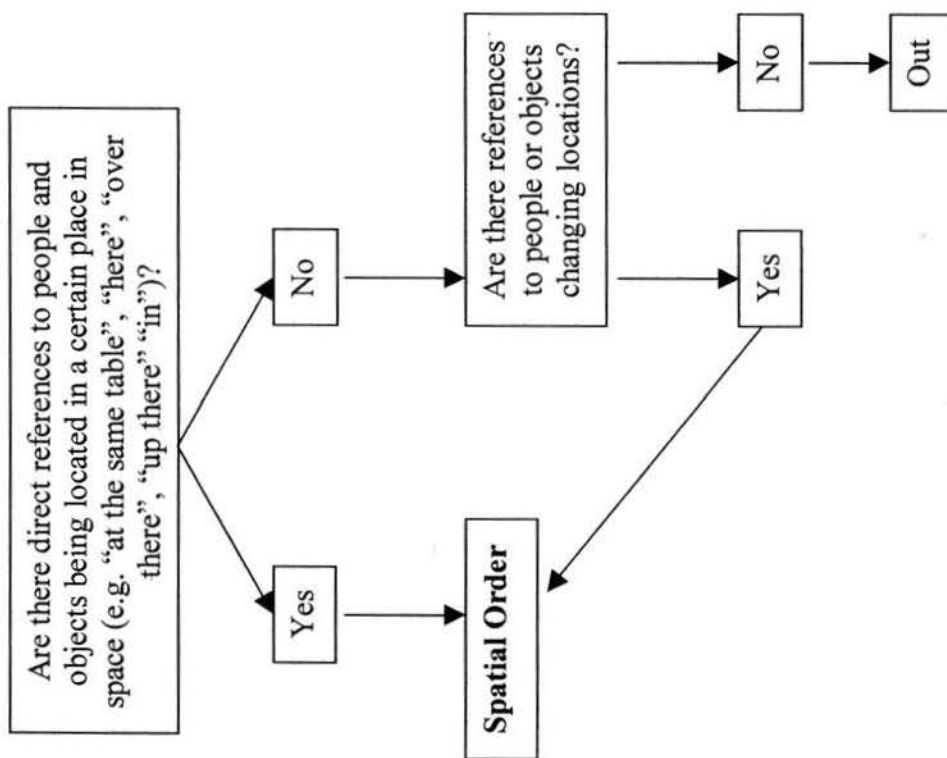 Are there direct references to people and
objects being located in a certain place in
space (e.g. “at the same table”, “here”, “over
there”, “up there” “in”)?
Yes
No
Spatial Order
Are there references
to people or objects
changing locations?
Yes
No
Out